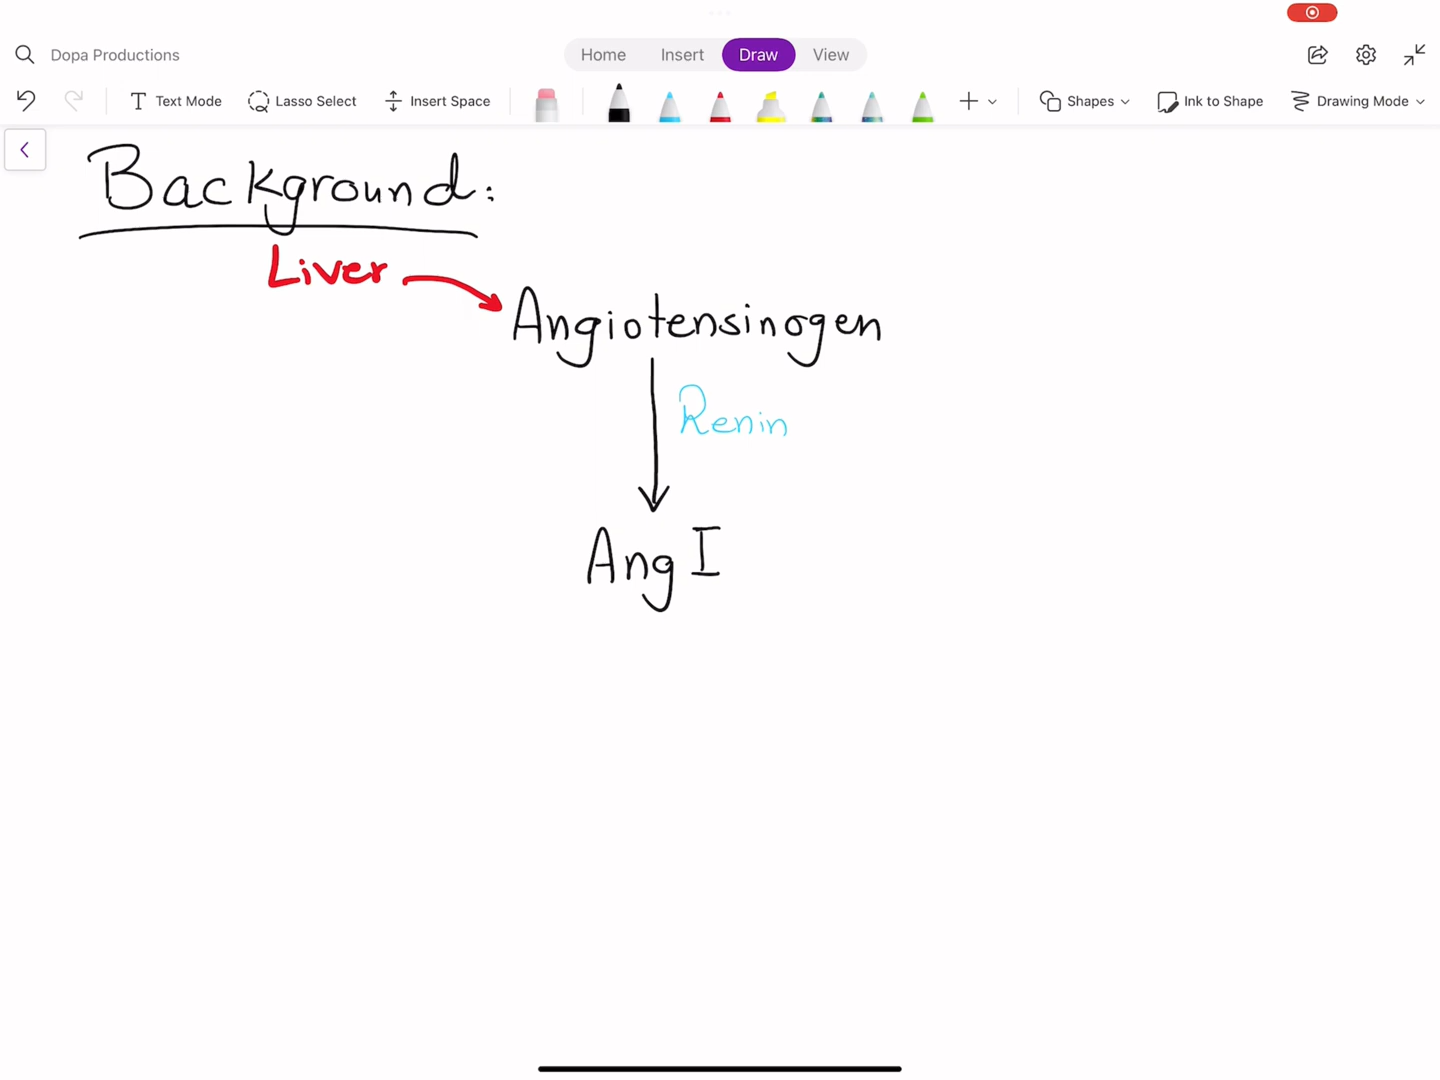 Dopa Productions
Home Insert Draw View
Text Mode Lasso Select Insert Space Shapes Ink to Shape Drawing Mode
Background:
Liver
Angiotensinogen
Renin
Ang I